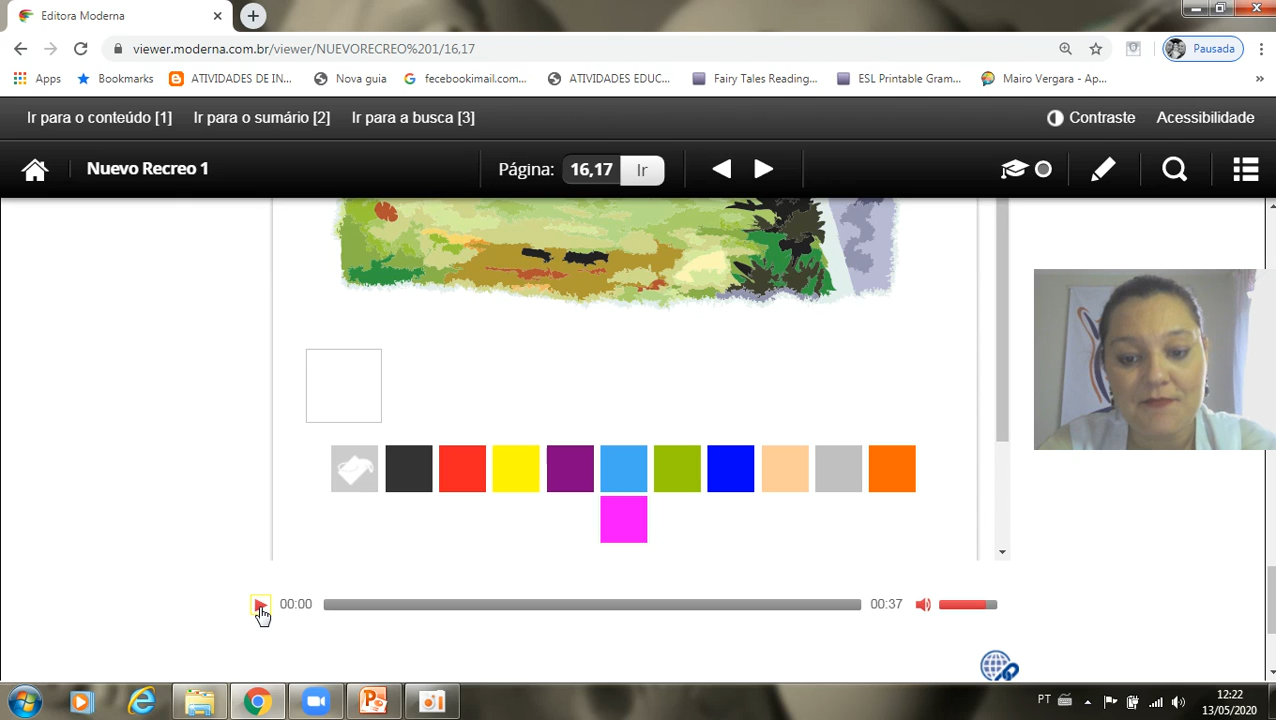 Editora Moderna
viewer.moderna.com.br/viewer/NUEVORECREO%201/16,17
Pausada
Apps
Bookmarks
ATIVIDADES DE IN...
Nova guia
fecebookimail.com...
ATIVIDADES EDUC...
Fairy Tales Reading...
ESL Printable Gram...
Mairo Vergara - Ap...
»
Ir para o conteúdo [1] Ir para o sumário [2] Ir para a busca [3]
Contraste Acessibilidade
Nuevo Recreo 1
Página: 16,17 Ir
00:00
00:37
PT
12:22
13/05/2020